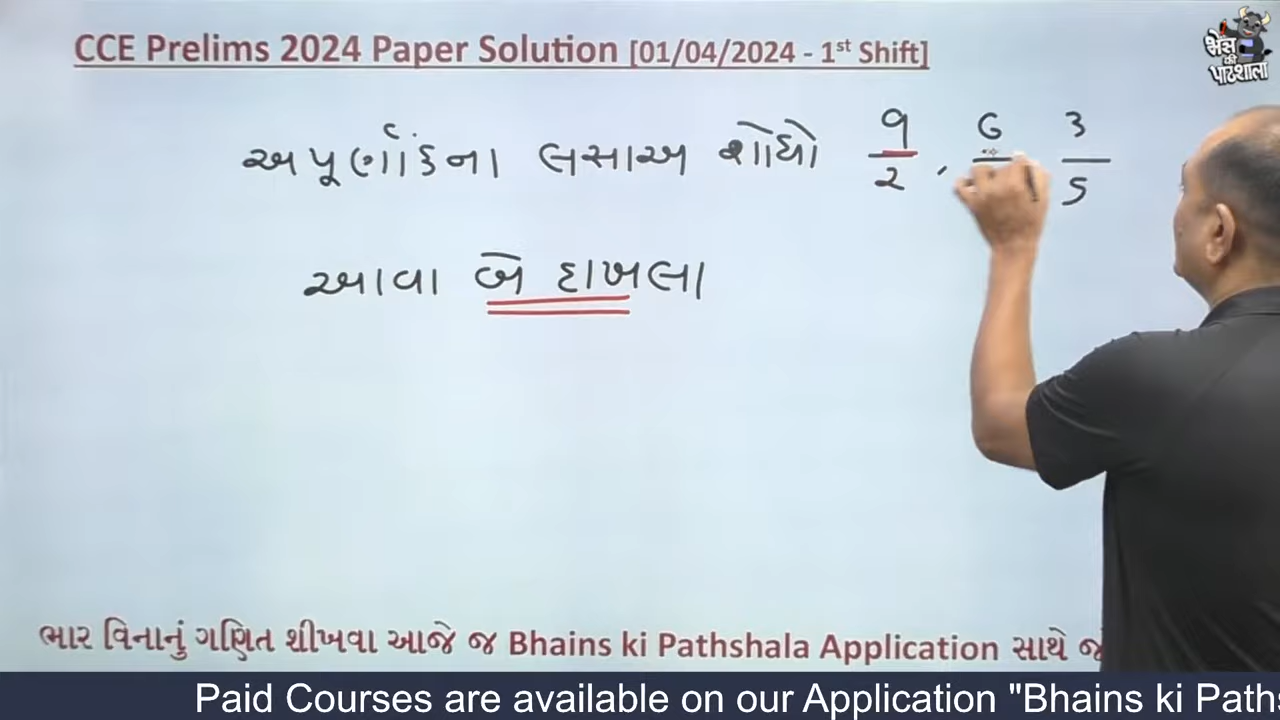 CCE Prelims 2024 Paper Solution [01/04/2024 - 1st Shift]
भैंस की पाठशाला
અપૂર્ણાંકના લસાઅ શોધો 9/2 , 6 3/5
આવા બે દાખલા
ભાર વિનાનું ગણિત શીખવા આજે જ Bhains ki Pathshala Application સાથે
Paid Courses are available on our Application "Bhains ki